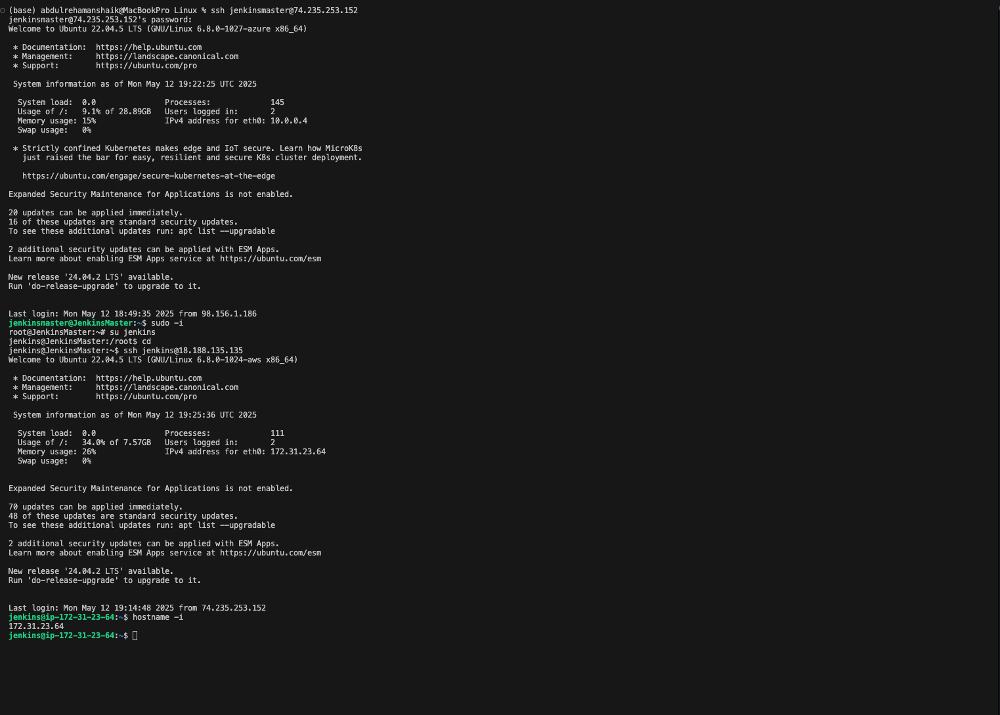 (base) abdulrehamanshaik@MacBookPro Linux % ssh jenkinsmaster@74.235.253.152
jenkinsmaster@74.235.253.152's password:
Welcome to Ubuntu 22.04.5 LTS (GNU/Linux 6.8.0-1027-azure x86_64)
* Documentation:  https://help.ubuntu.com
* Management:     https://landscape.canonical.com
* Support:        https://ubuntu.com/pro
System information as of Mon May 12 19:22:25 UTC 2025
System load:  0.0               Processes:             145
Usage of /:   9.1% of 28.89GB   Users logged in:       2
Memory usage: 15%               IPv4 address for eth0: 10.0.0.4
Swap usage:   0%
* Strictly confined Kubernetes makes edge and IoT secure. Learn how MicroK8s
just raised the bar for easy, resilient and secure K8s cluster deployment.
https://ubuntu.com/engage/secure-kubernetes-at-the-edge
Expanded Security Maintenance for Applications is not enabled.
20 updates can be applied immediately.
16 of these updates are standard security updates.
To see these additional updates run: apt list --upgradable
2 additional security updates can be applied with ESM Apps.
Learn more about enabling ESM Apps service at https://ubuntu.com/esm
New release '24.04.2 LTS' available.
Run 'do-release-upgrade' to upgrade to it.
Last login: Mon May 12 18:49:35 2025 from 98.156.1.186
jenkinsmaster@JenkinsMaster:~$ sudo -i
root@JenkinsMaster:~# su jenkins
jenkins@JenkinsMaster:/root$ cd
jenkins@JenkinsMaster:~$ ssh jenkins@18.188.135.135
Welcome to Ubuntu 22.04.5 LTS (GNU/Linux 6.8.0-1024-aws x86_64)
* Documentation:  https://help.ubuntu.com
* Management:     https://landscape.canonical.com
* Support:        https://ubuntu.com/pro
System information as of Mon May 12 19:25:36 UTC 2025
System load:  0.0               Processes:             111
Usage of /:   34.0% of 7.57GB   Users logged in:       2
Memory usage: 26%               IPv4 address for eth0: 172.31.23.64
Swap usage:   0%
Expanded Security Maintenance for Applications is not enabled.
70 updates can be applied immediately.
48 of these updates are standard security updates.
To see these additional updates run: apt list --upgradable
2 additional security updates can be applied with ESM Apps.
Learn more about enabling ESM Apps service at https://ubuntu.com/esm
New release '24.04.2 LTS' available.
Run 'do-release-upgrade' to upgrade to it.
Last login: Mon May 12 19:14:48 2025 from 74.235.253.152
jenkins@ip-172-31-23-64:~$ hostname -i
172.31.23.64
jenkins@ip-172-31-23-64:~$